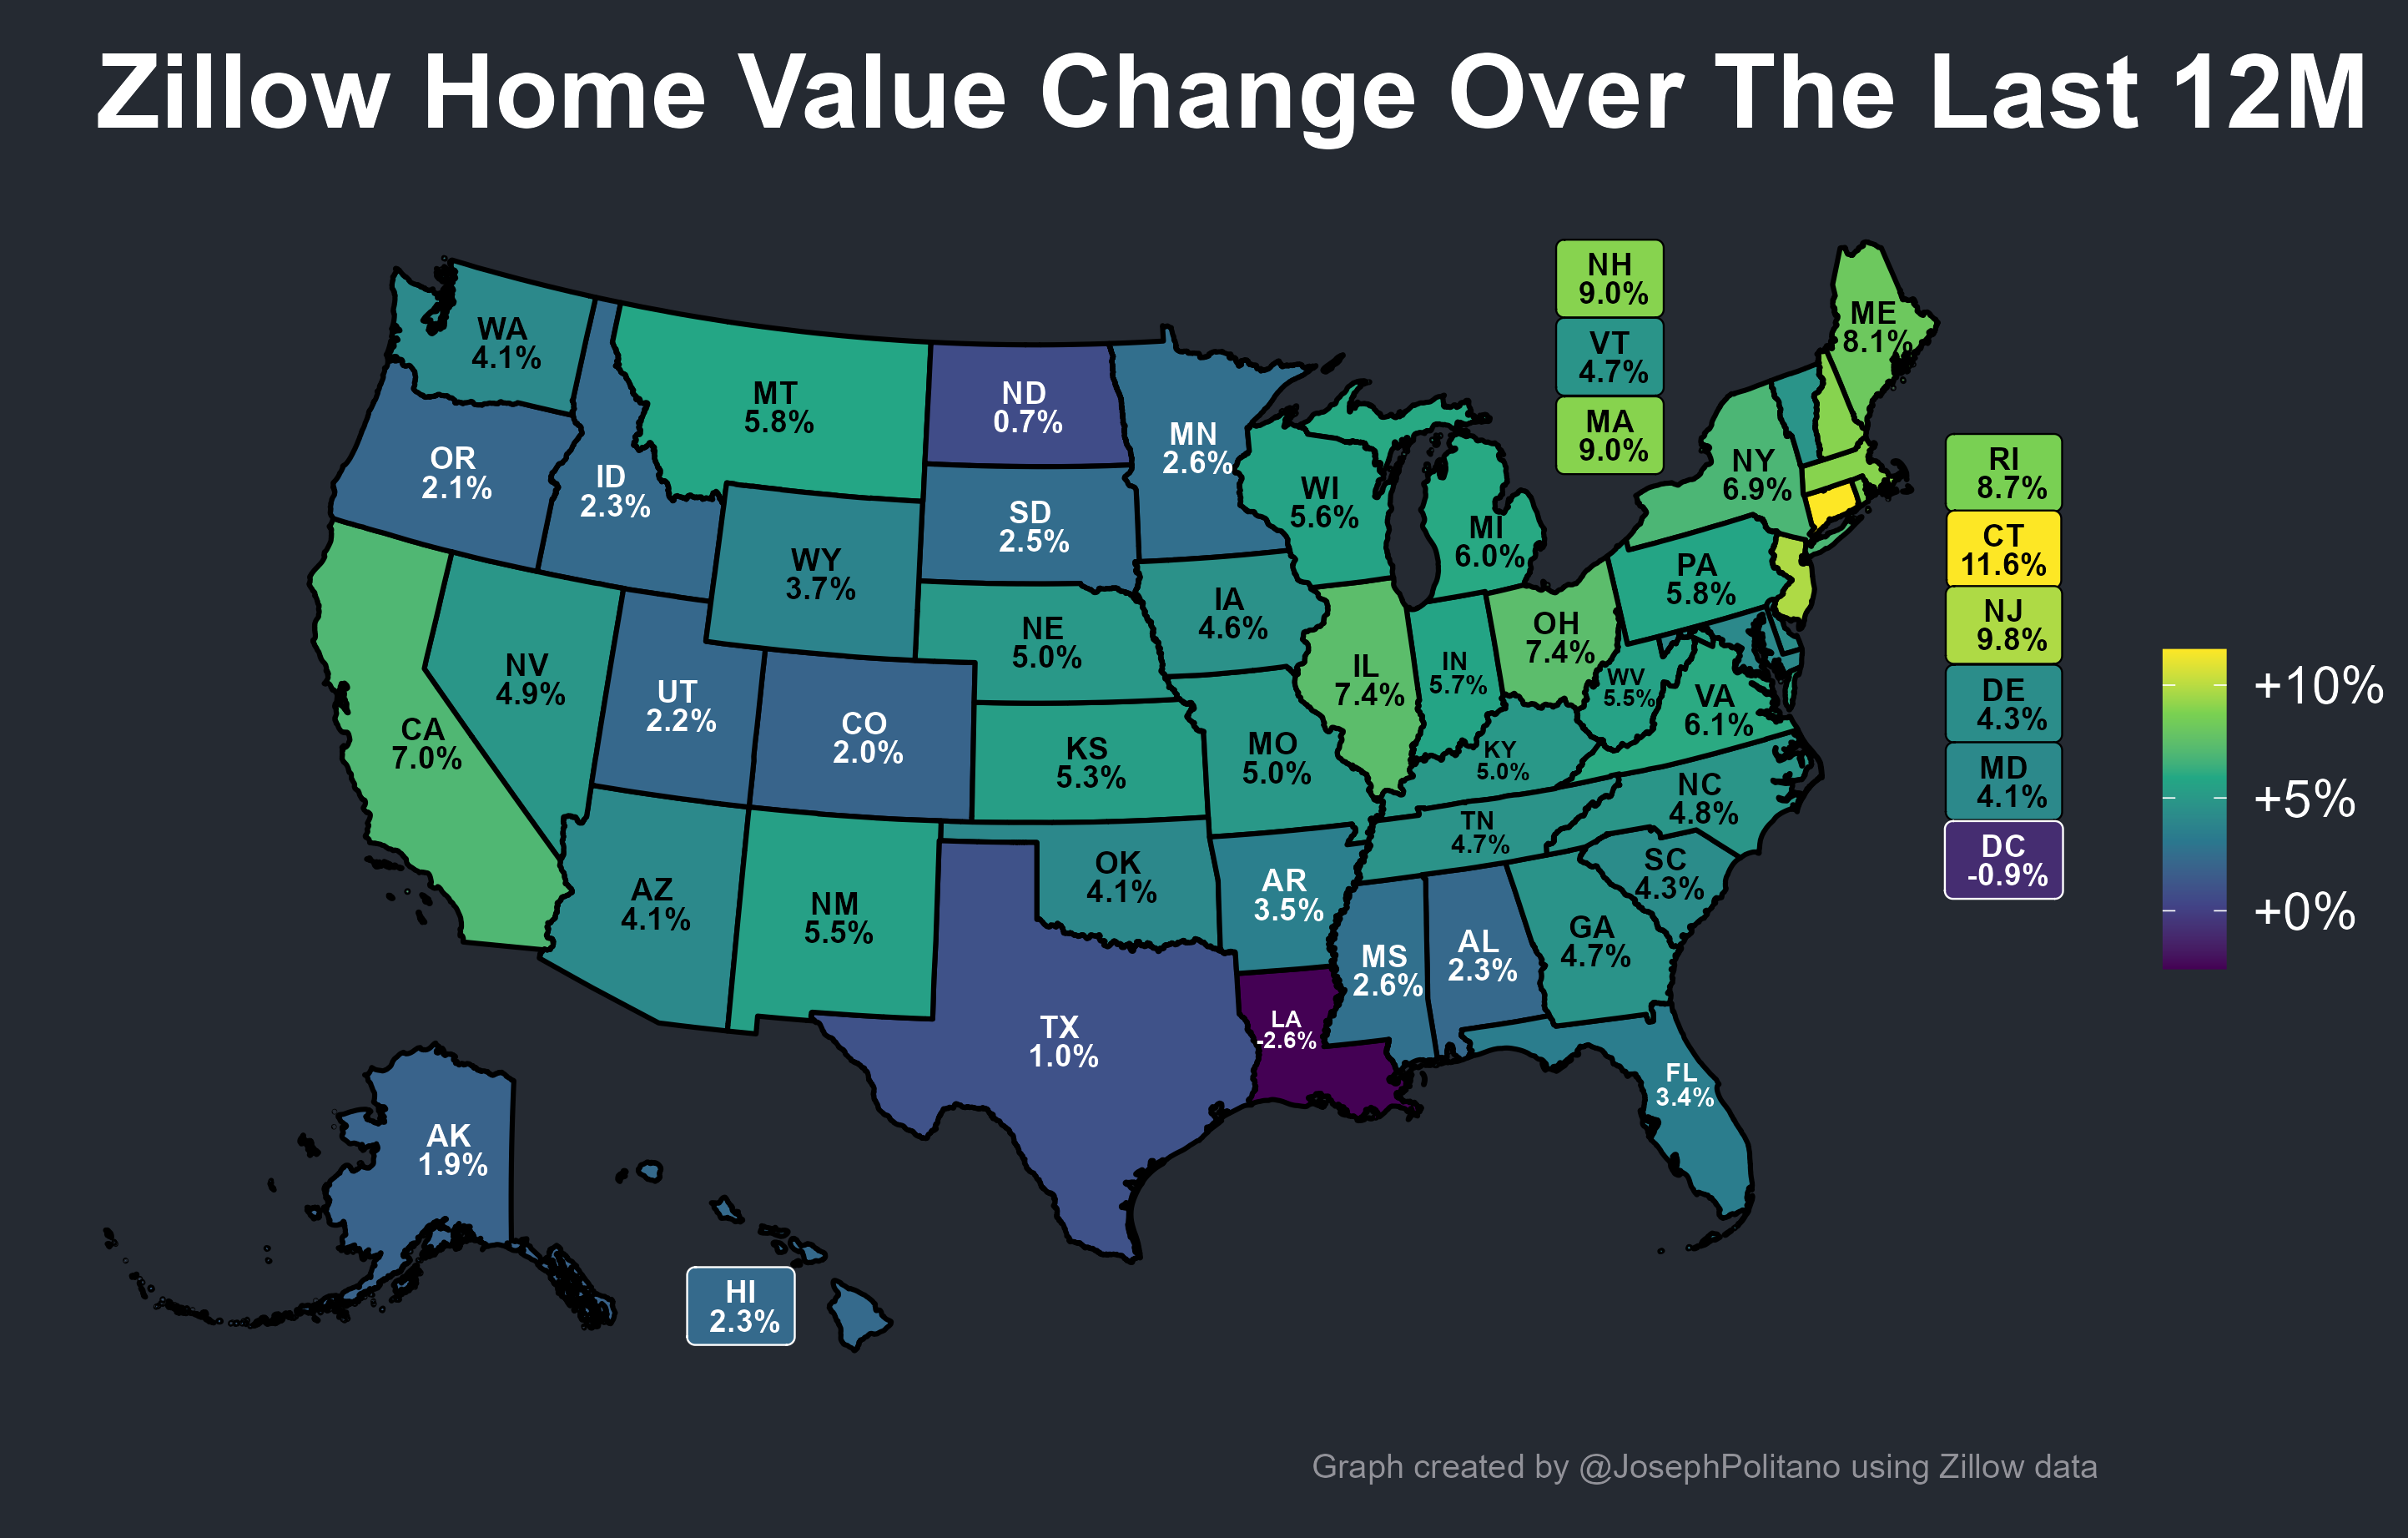 Zillow Home Value Change Over The Last 12M
NH
9.0%
VT
4.7%
MA
9.0%
ME
8.1%
WA
4.1%
MT
5.8%
ND
0.7%
MN
2.6%
OR
2.1%
ID
2.3%
SD
2.5%
WI
5.6%
MI
6.0%
NY
6.9%
RI
8.7%
CT
11.6%
NJ
9.8%
DE
4.3%
MD
4.1%
DC
-0.9%
WY
3.7%
NE
5.0%
IA
4.6%
PA
5.8%
OH
7.4%
IL
7.4%
IN
5.7%
WV
5.5%
VA
6.1%
NV
4.9%
UT
2.2%
CO
2.0%
CA
7.0%
KS
5.3%
MO
5.0%
KY
5.0%
NC
4.8%
TN
4.7%
SC
4.3%
AZ
4.1%
NM
5.5%
OK
4.1%
AR
3.5%
MS
2.6%
AL
2.3%
GA
4.7%
TX
1.0%
LA
-2.6%
FL
3.4%
AK
1.9%
HI
2.3%
+10%
+5%
+0%
Graph created by @JosephPolitano using Zillow data